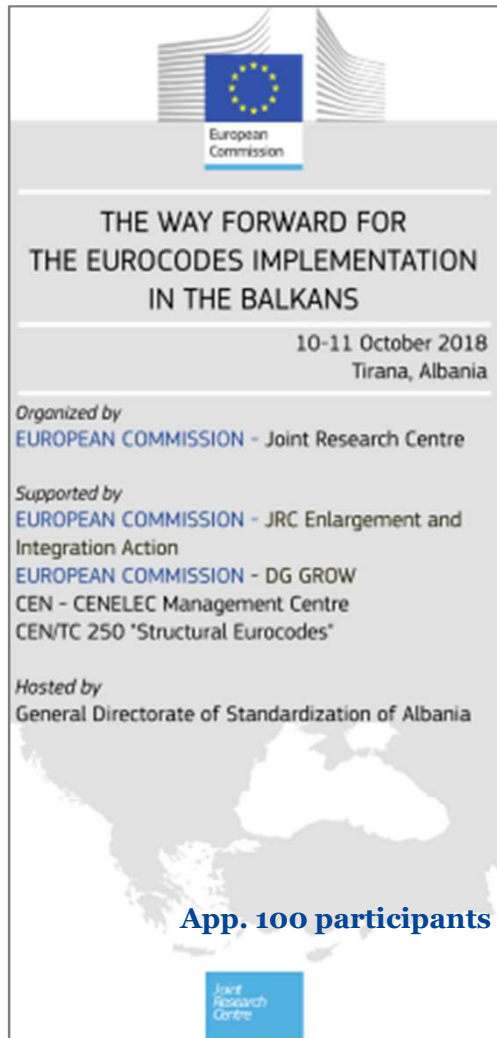 European
Commission
THE WAY FORWARD FOR
THE EUROCODES IMPLEMENTATION
IN THE BALKANS
10-11 October 2018
Tirana, Albania
Organized by
EUROPEAN COMMISSION - Joint Research Centre
Supported by
EUROPEAN COMMISSION - JRC Enlargement and
Integration Action
EUROPEAN COMMISSION - DG GROW
CEN - CENELEC Management Centre
CEN/TC 250 "Structural Eurocodes"
Hosted by
General Directorate of Standardization of Albania
App. 100 participants
Joint
Research
Centre